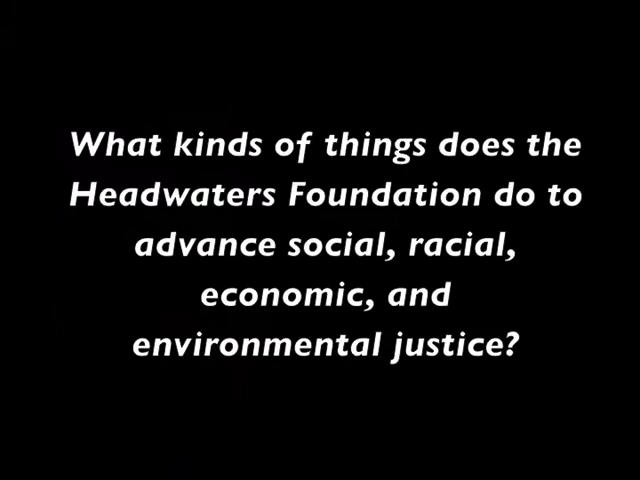 What kinds of things does the
Headwaters Foundation do to
advance social, racial,
economic, and
environmental justice?